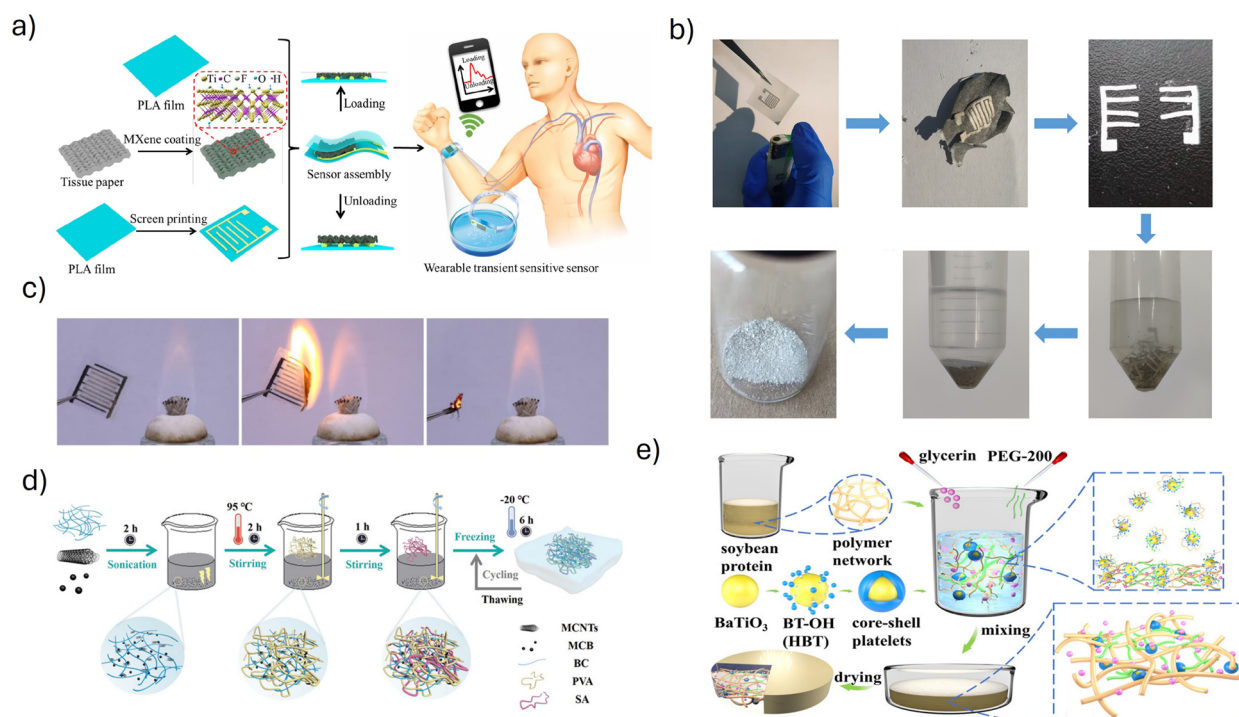 a)
Ti C F O H
PLA film
MXene coating
Tissue paper
Screen printing
PLA film
Loading
Sensor assembly
Unloading
Loading
Unloading
Wearable transient sensitive sensor
b)
c)
d)
2 h
Sonication
95 ℃
2 h
Stirring
1 h
Stirring
-20 ℃
6 h
Freezing
Cycling
Thawing
MCNTs
MCB
BC
PVA
SA
e)
glycerin PEG-200
soybean
protein
polymer
network
BaTiO₃
BT-OH
(HBT)
core-shell
platelets
mixing
drying